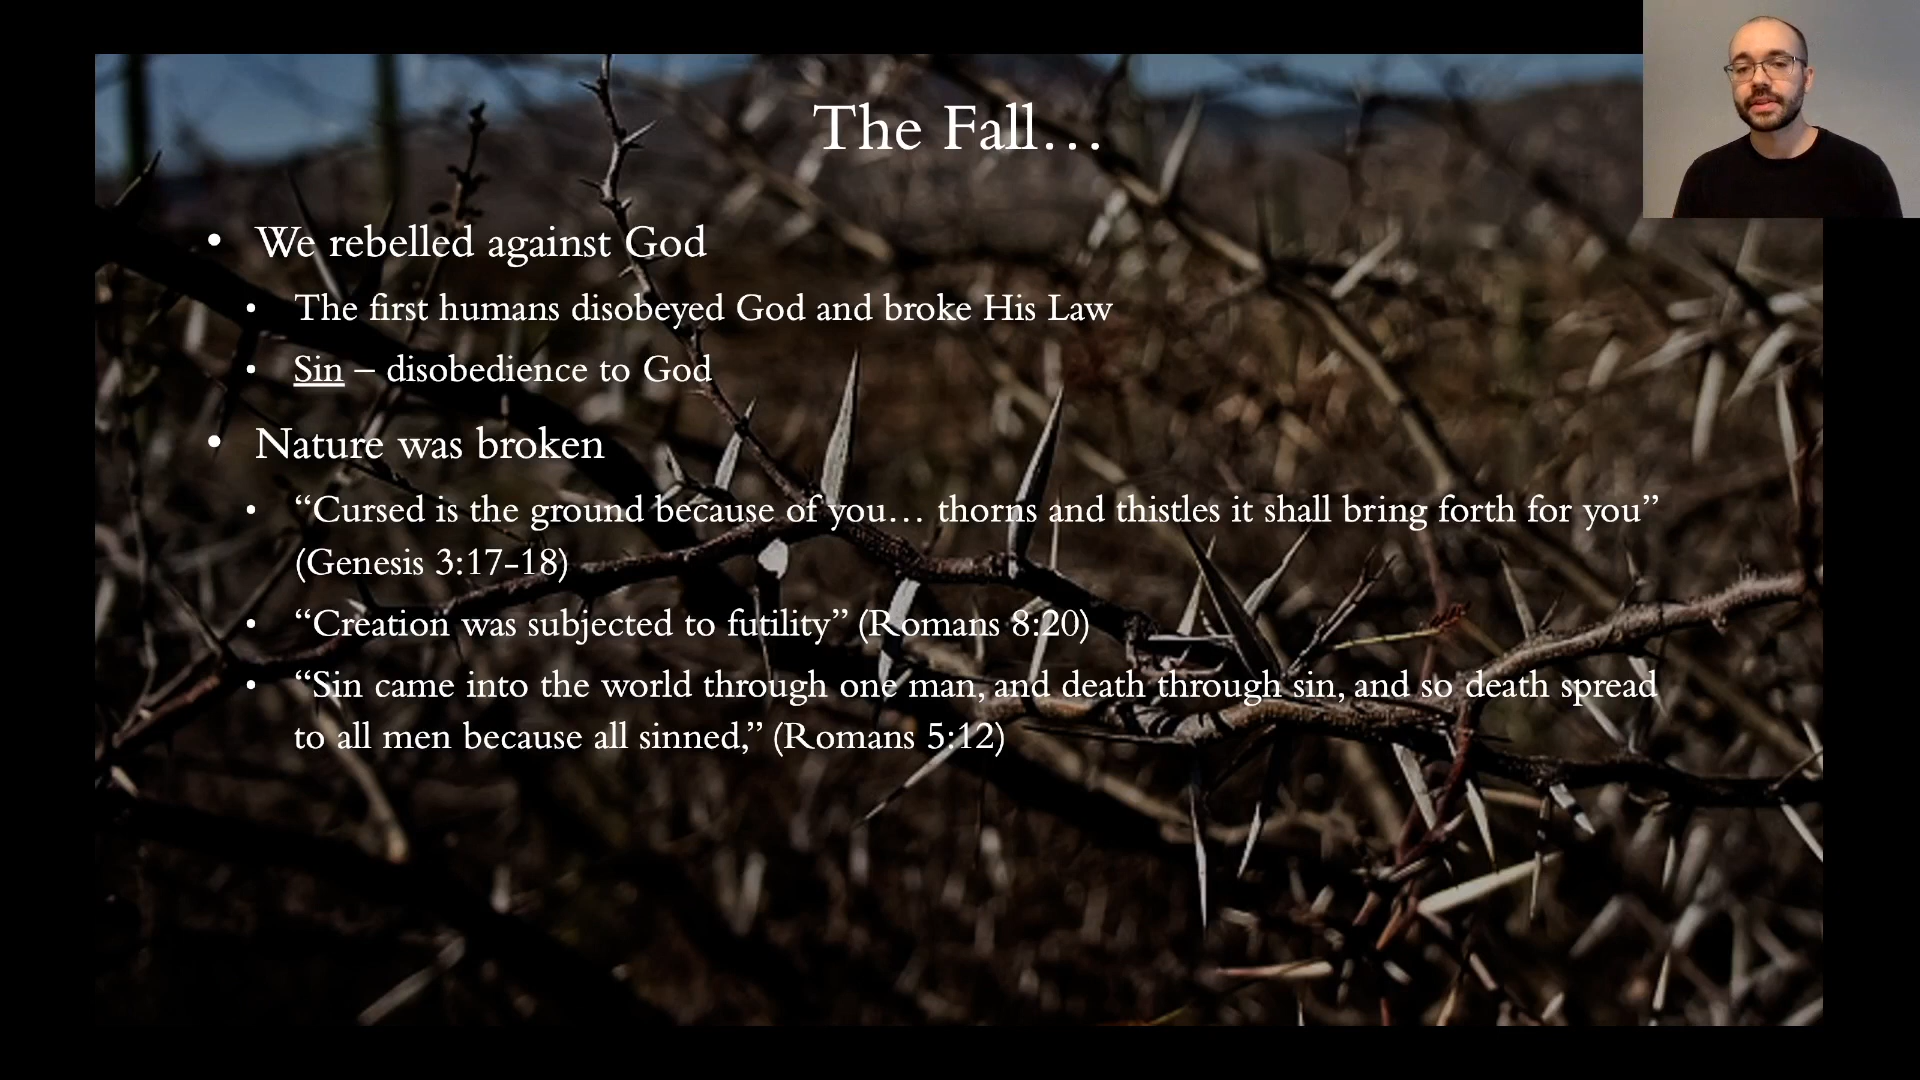 The Fall…
• We rebelled against God
• The first humans disobeyed God and broke His Law
• Sin – disobedience to God
• Nature was broken
• “Cursed is the ground because of you… thorns and thistles it shall bring forth for you”
(Genesis 3:17-18)
• “Creation was subjected to futility” (Romans 8:20)
• “Sin came into the world through one man, and death through sin, and so death spread
to all men because all sinned,” (Romans 5:12)